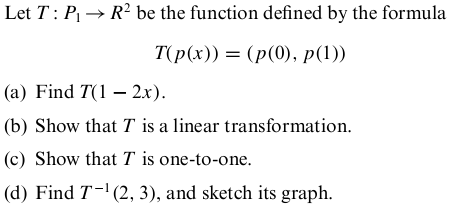 Let T : P₁ → R² be the function defined by the formula
T(p(x)) = (p(0), p(1))
(a) Find T(1 − 2x).
(b) Show that T is a linear transformation.
(c) Show that T is one-to-one.
(d) Find T⁻¹(2, 3), and sketch its graph.